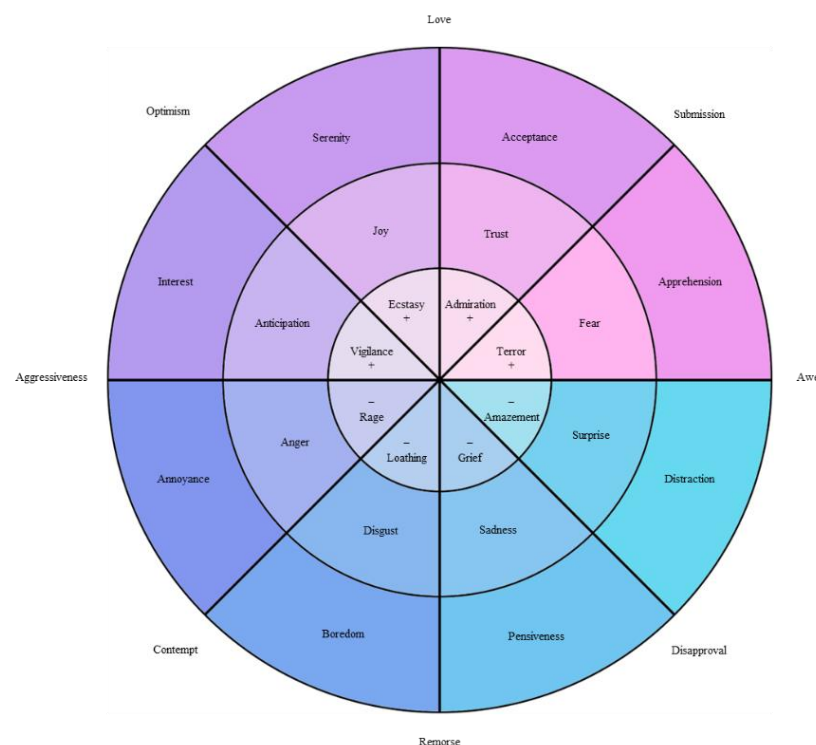 Love
Optimism
Submission
Serenity
Acceptance
Joy
Trust
Interest
Apprehension
Ecstasy
+
Admiration
+
Anticipation
Fear
Vigilance
+
Terror
+
Aggressiveness
Awe
–
Rage
–
Amazement
Anger
Surprise
–
Loathing
–
Grief
Annoyance
Distraction
Disgust
Sadness
Boredom
Pensiveness
Contempt
Disapproval
Remorse